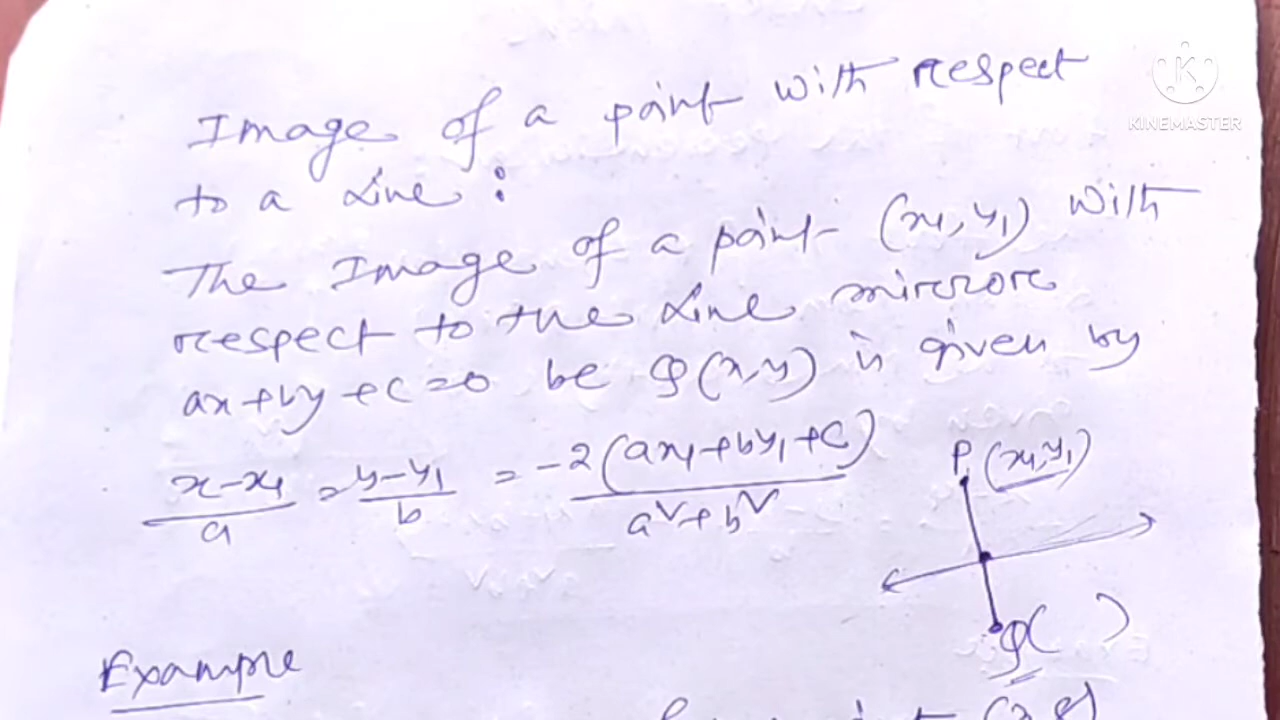 KINEMASTER
Image of a point with respect
to a Line :
The Image of a point (x₁, y₁) with
respect to the Line mirror
ax+by+c=0 be Q(x,y) is given by
(x-x₁)/a = (y-y₁)/b = -2(ax₁+by₁+c)/(a²+b²)
P(x₁,y₁)
Q( )
Example
point